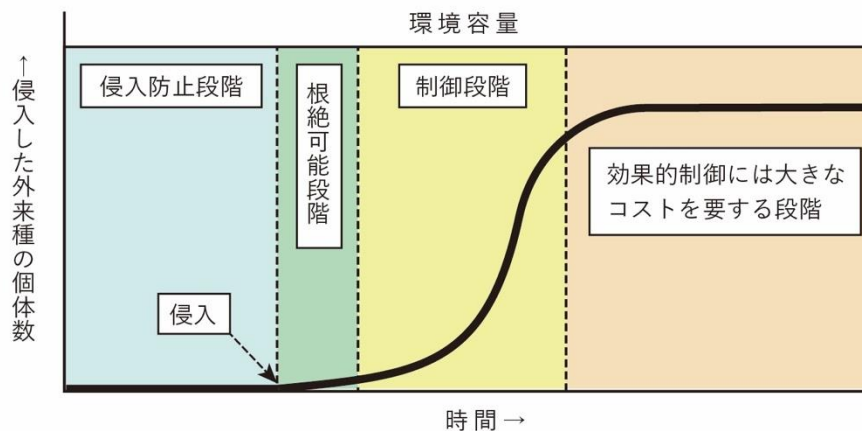 環境容量
←侵入した外来種の個体数
侵入防止段階
根絶可能段階
制御段階
効果的制御には大きな
コストを要する段階
侵入
時間→